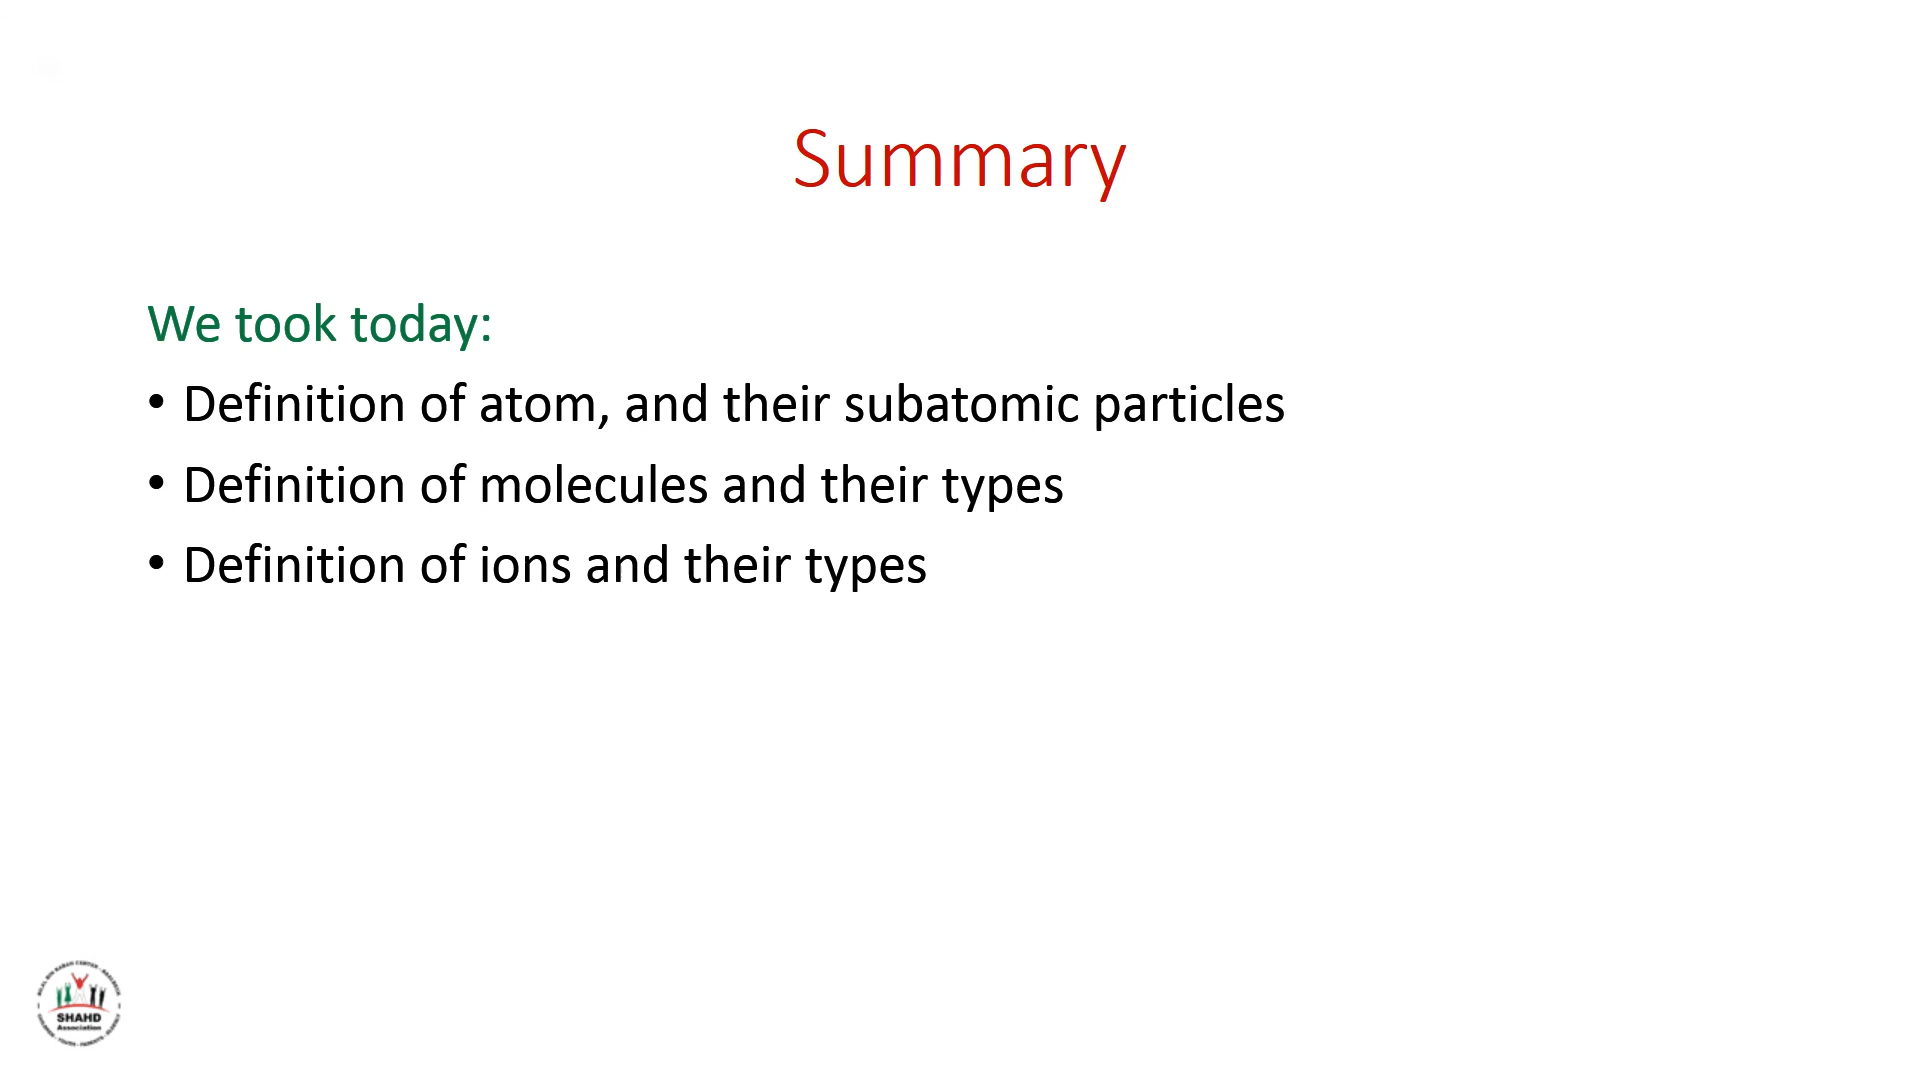 Summary
We took today:
• Definition of atom, and their subatomic particles
• Definition of molecules and their types
• Definition of ions and their types
SHAHD
Association